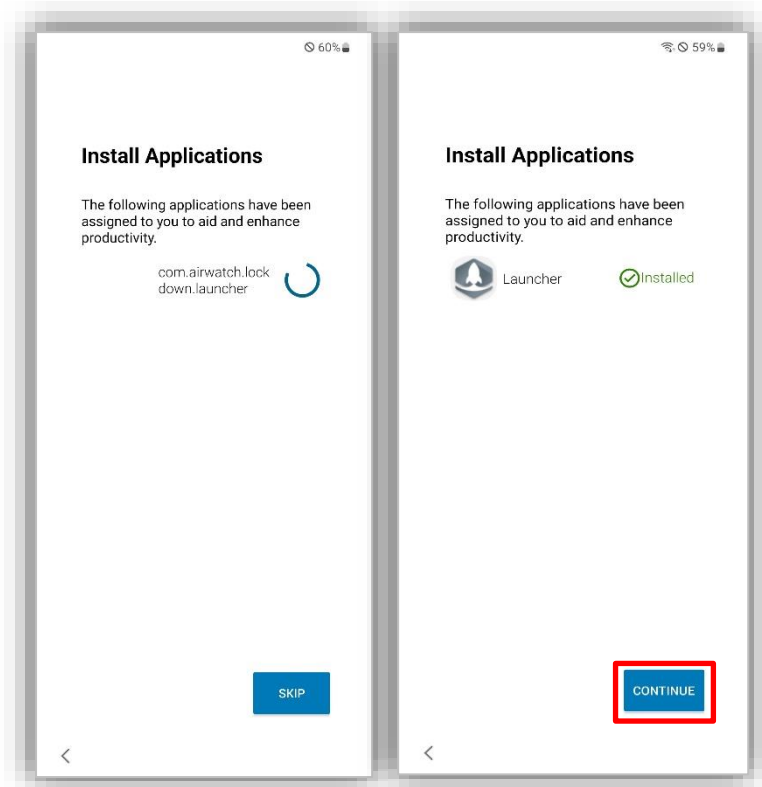 60%
Install Applications
The following applications have been
assigned to you to aid and enhance
productivity.
com.airwatch.lock
down.launcher
SKIP
59%
Install Applications
The following applications have been
assigned to you to aid and enhance
productivity.
Launcher
Installed
CONTINUE